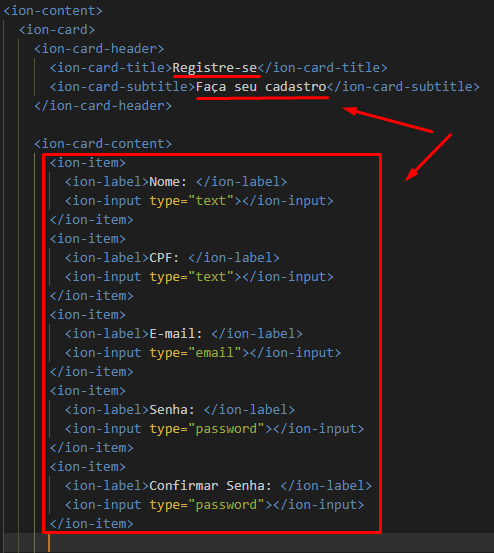 <ion-content>
<ion-card>
<ion-card-header>
<ion-card-title>Registre-se</ion-card-title>
<ion-card-subtitle>Faça seu cadastro</ion-card-subtitle>
</ion-card-header>
<ion-card-content>
<ion-item>
<ion-label>Nome: </ion-label>
<ion-input type="text"></ion-input>
</ion-item>
<ion-item>
<ion-label>CPF: </ion-label>
<ion-input type="text"></ion-input>
</ion-item>
<ion-item>
<ion-label>E-mail: </ion-label>
<ion-input type="email"></ion-input>
</ion-item>
<ion-item>
<ion-label>Senha: </ion-label>
<ion-input type="password"></ion-input>
</ion-item>
<ion-item>
<ion-label>Confirmar Senha: </ion-label>
<ion-input type="password"></ion-input>
</ion-item>